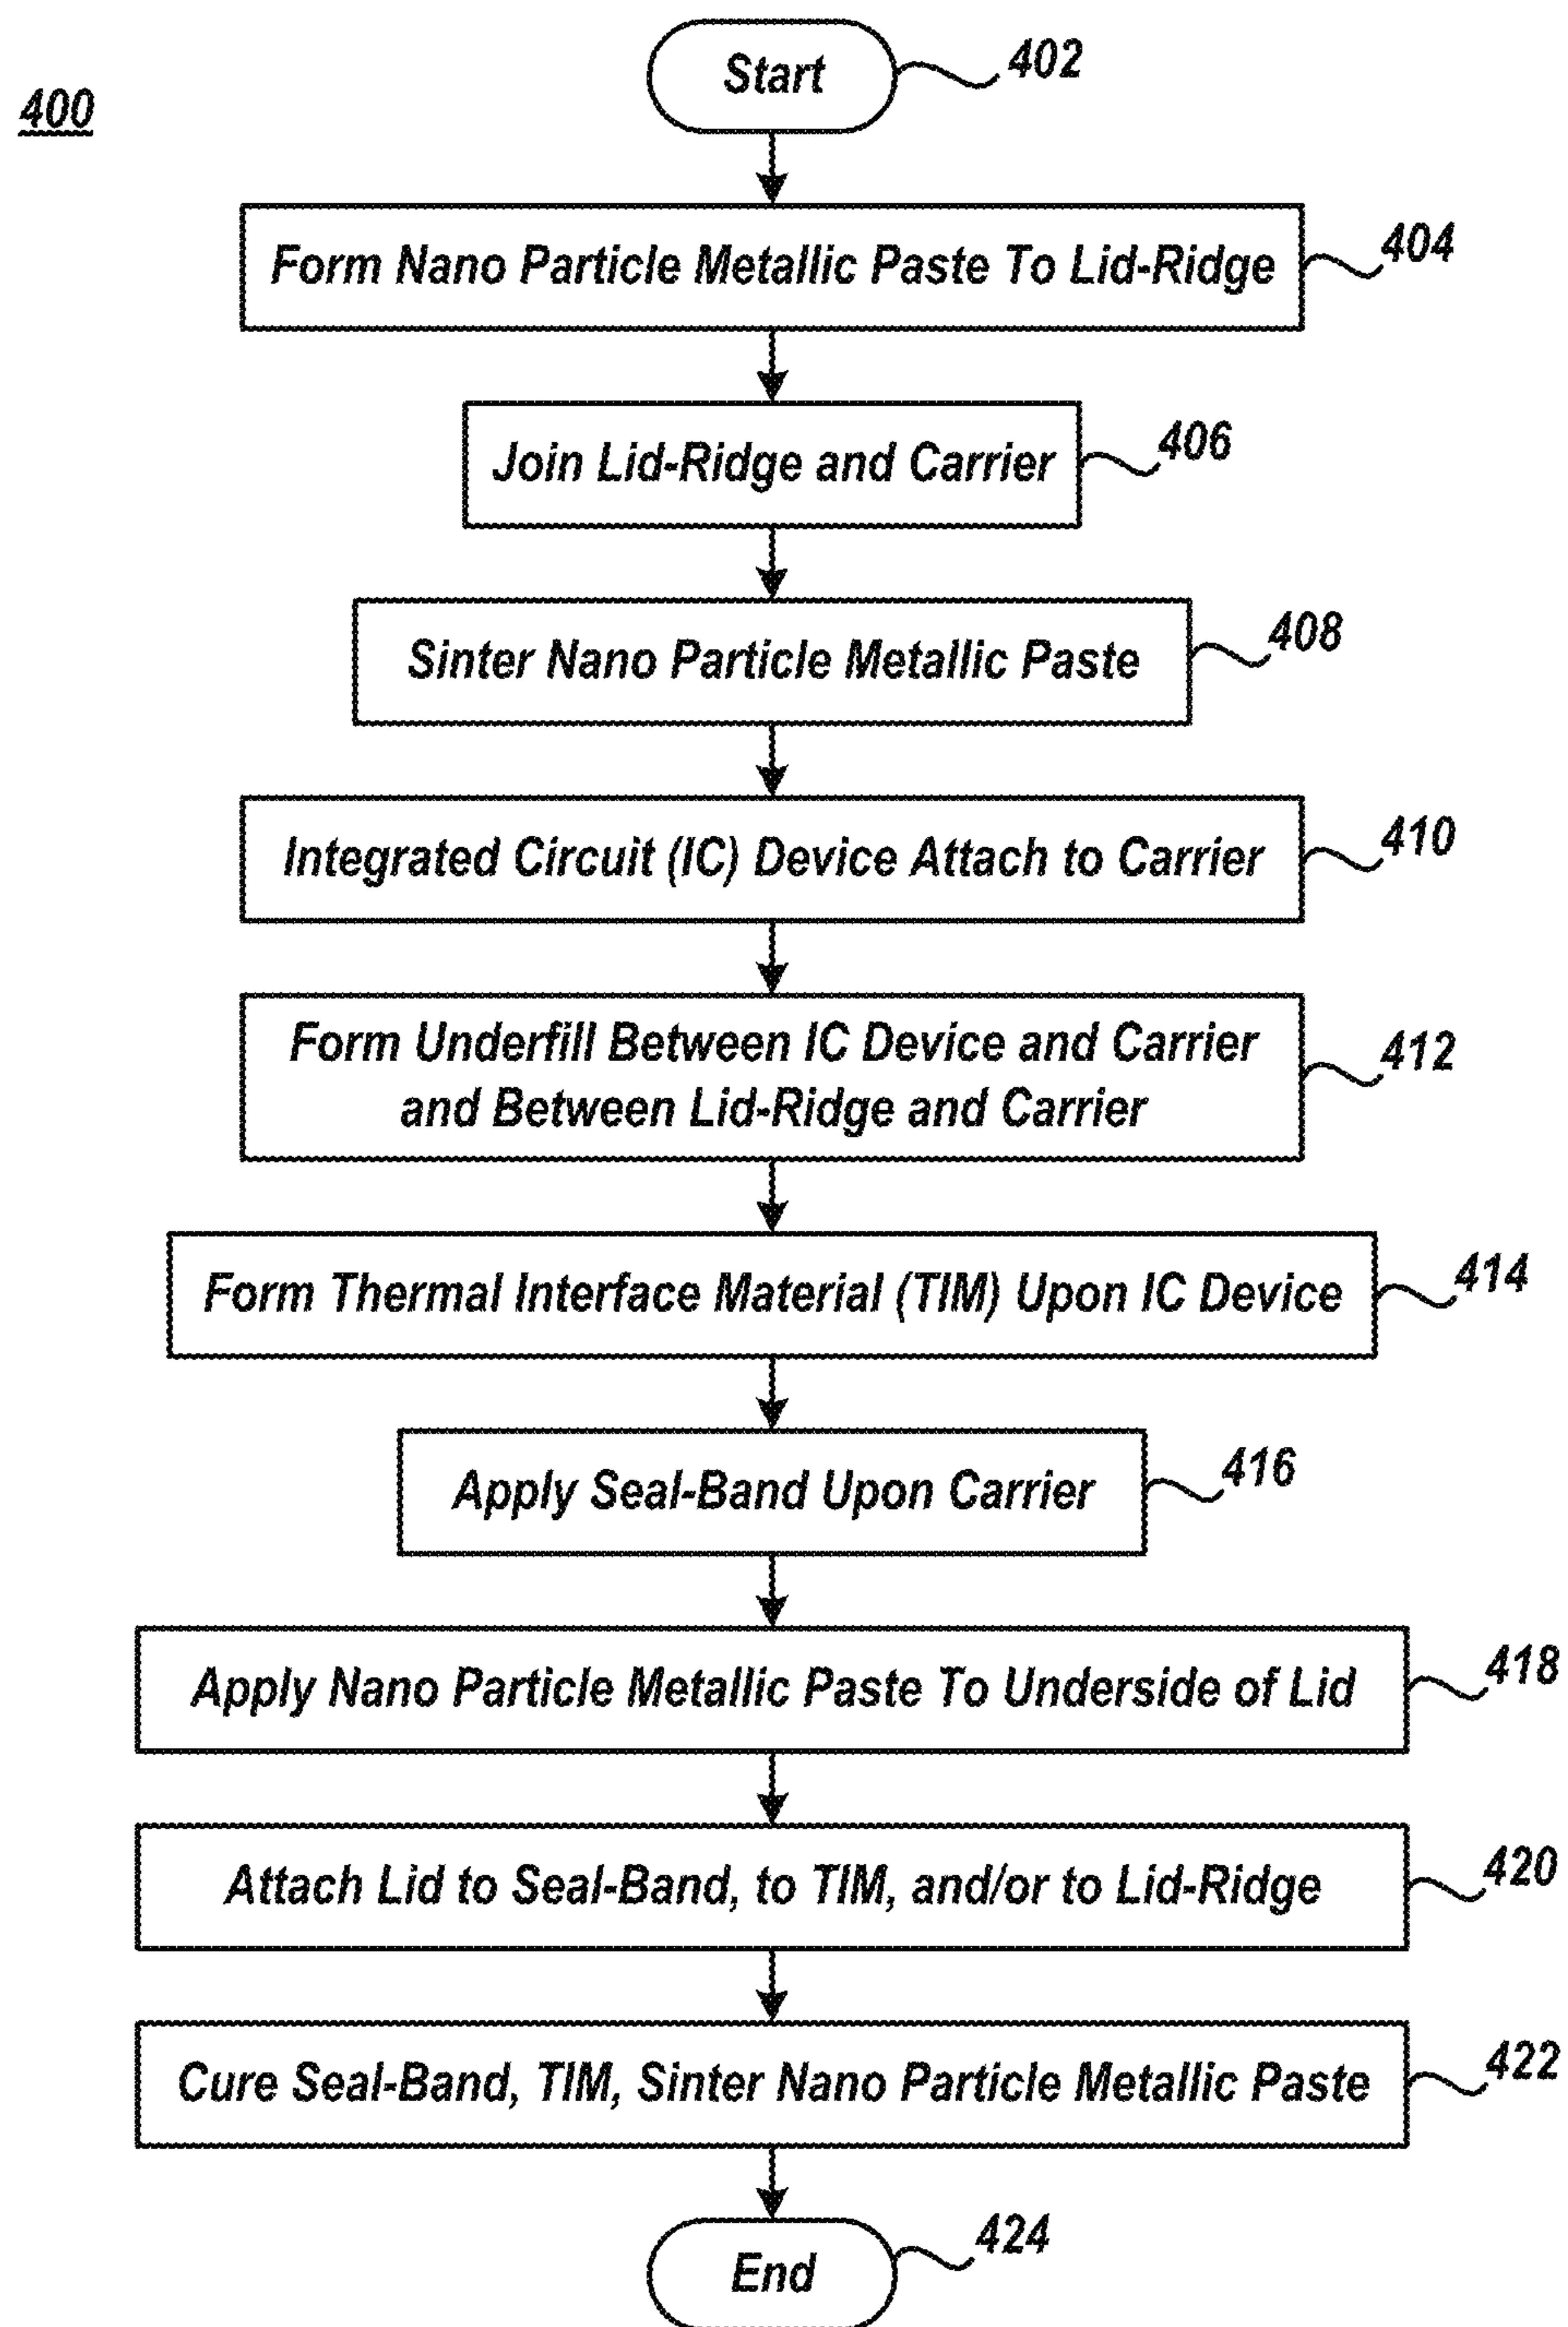 Start
402
400
Form Nano Particle Metallic Paste To Lid-Ridge
404
Join Lid-Ridge and Carrier
406
Sinter Nano Particle Metallic Paste
408
Integrated Circuit (IC) Device Attach to Carrier
410
Form Underfill Between IC Device and Carrier
and Between Lid-Ridge and Carrier
412
Form Thermal Interface Material (TIM) Upon IC Device
414
Apply Seal-Band Upon Carrier
416
Apply Nano Particle Metallic Paste To Underside of Lid
418
Attach Lid to Seal-Band, to TIM, and/or to Lid-Ridge
420
Cure Seal-Band, TIM, Sinter Nano Particle Metallic Paste
422
End
424